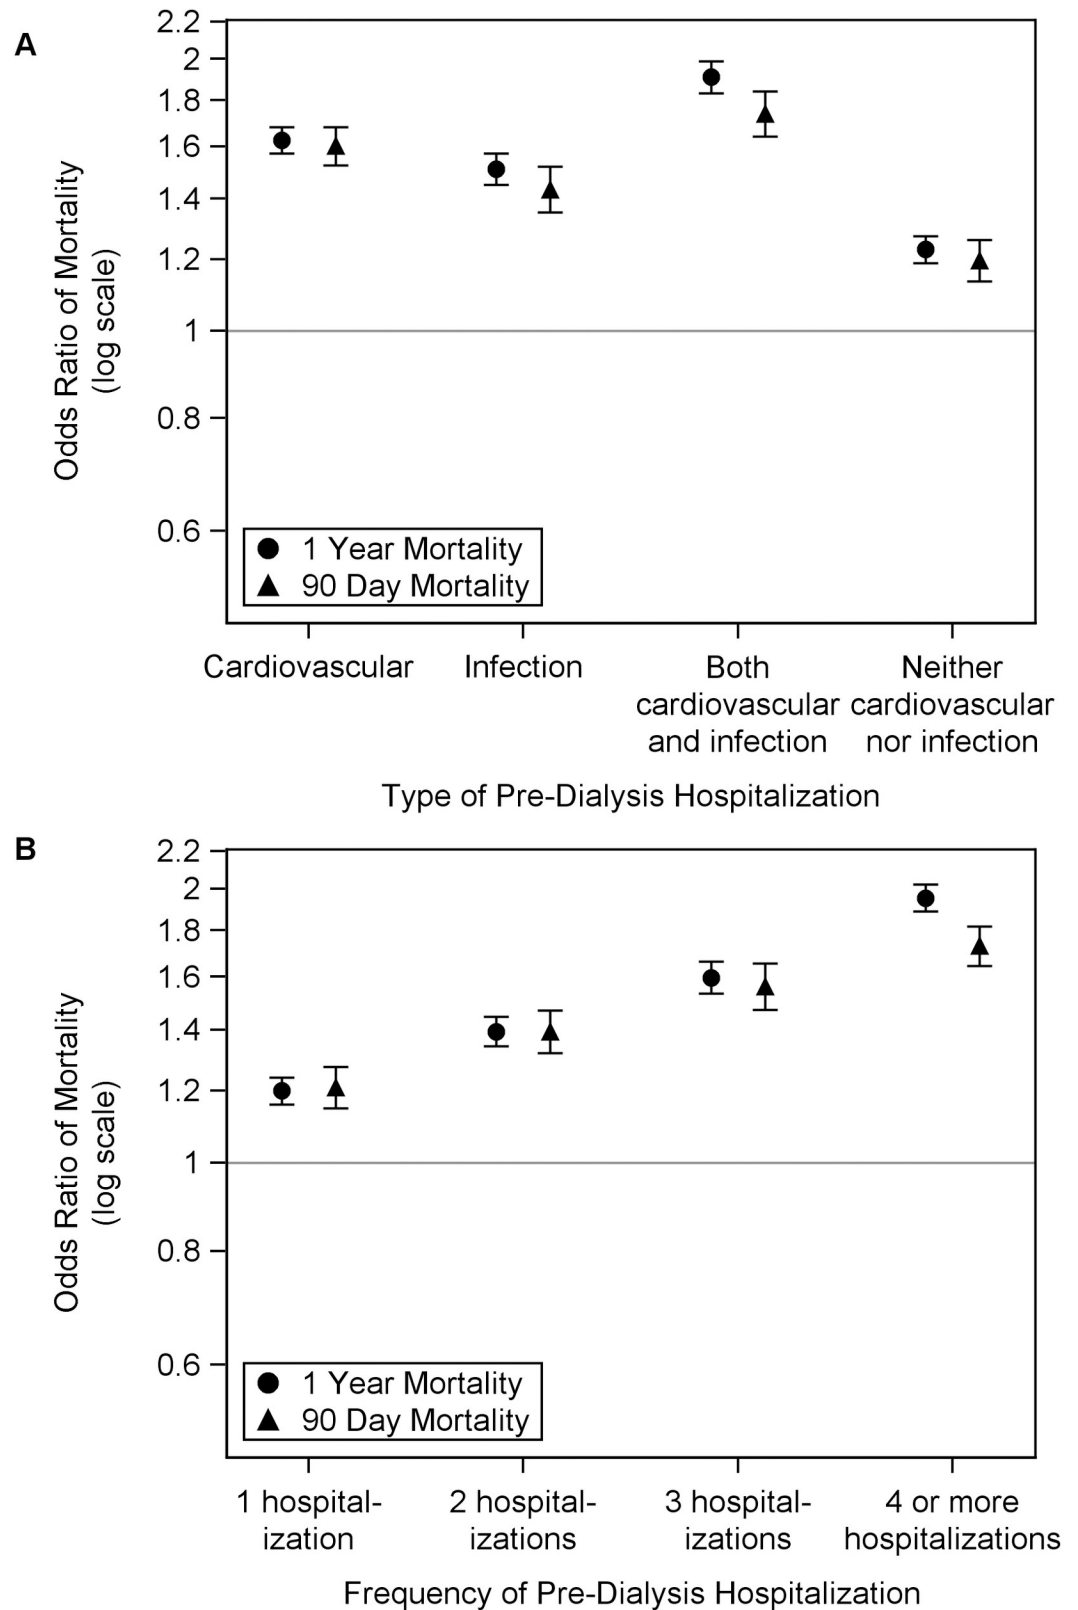 A
2.2
2
1.8
1.6
1.4
1.2
1
0.8
0.6
Odds Ratio of Mortality
(log scale)
1 Year Mortality
90 Day Mortality
Cardiovascular
Infection
Both
cardiovascular
and infection
Neither
cardiovascular
nor infection
Type of Pre-Dialysis Hospitalization
B
2.2
2
1.8
1.6
1.4
1.2
1
0.8
0.6
Odds Ratio of Mortality
(log scale)
1 Year Mortality
90 Day Mortality
1 hospital-
ization
2 hospital-
izations
3 hospital-
izations
4 or more
hospitalizations
Frequency of Pre-Dialysis Hospitalization